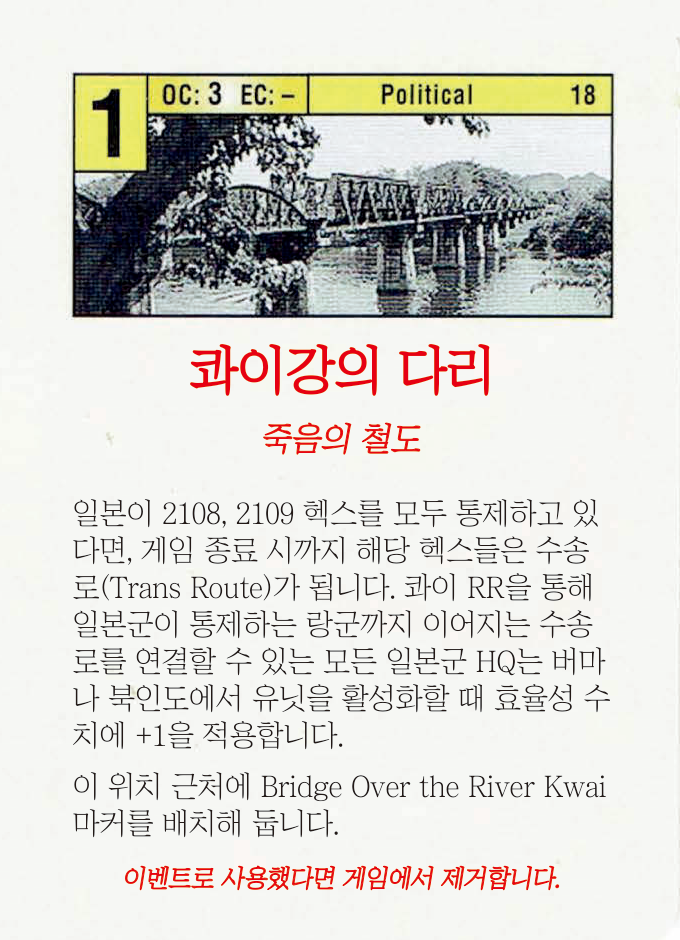 1
OC: 3 EC: – Political 18
콰이강의 다리
죽음의 철도
일본이 2108, 2109 헥스를 모두 통제하고 있
다면, 게임 종료 시까지 해당 헥스들은 수송
로(Trans Route)가 됩니다. 콰이 RR을 통해
일본군이 통제하는 랑군까지 이어지는 수송
로를 연결할 수 있는 모든 일본군 HQ는 버마
나 북인도에서 유닛을 활성화할 때 효율성 수
치에 +1을 적용합니다.
이 위치 근처에 Bridge Over the River Kwai
마커를 배치해 둡니다.
이벤트로 사용했다면 게임에서 제거합니다.